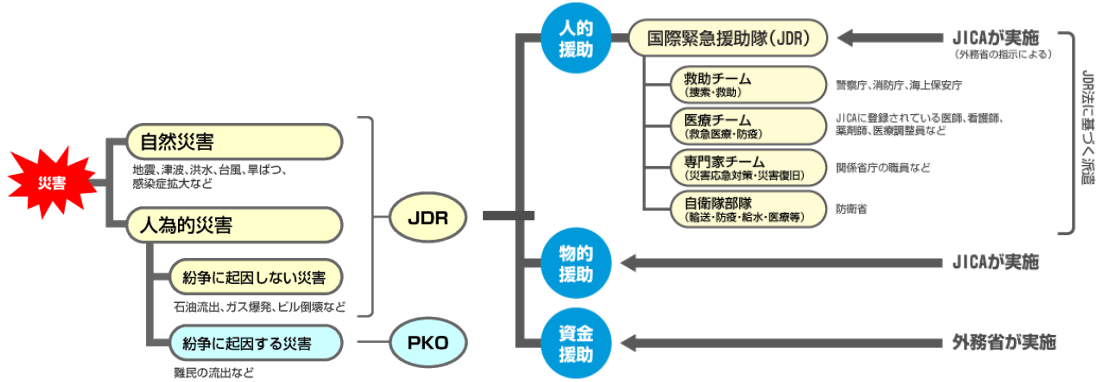 災害
自然災害
地震、津波、洪水、台風、旱ばつ、
感染症拡大など
人為的災害
紛争に起因しない災害
石油流出、ガス爆発、ビル倒壊など
紛争に起因する災害
難民の流出など
JDR
PKO
人的
援助
国際緊急援助隊(JDR)
JICAが実施
(外務省の指示による)
救助チーム
(捜索・救助)
警察庁、消防庁、海上保安庁
医療チーム
(救急医療・防疫)
JICAに登録されている医師、看護師、
薬剤師、医療調整員など
専門家チーム
(災害応急対策・災害復旧)
関係省庁の職員など
自衛隊部隊
(輸送・防疫・給水・医療等)
防衛省
JDR法に基づく派遣
物的
援助
JICAが実施
資金
援助
外務省が実施